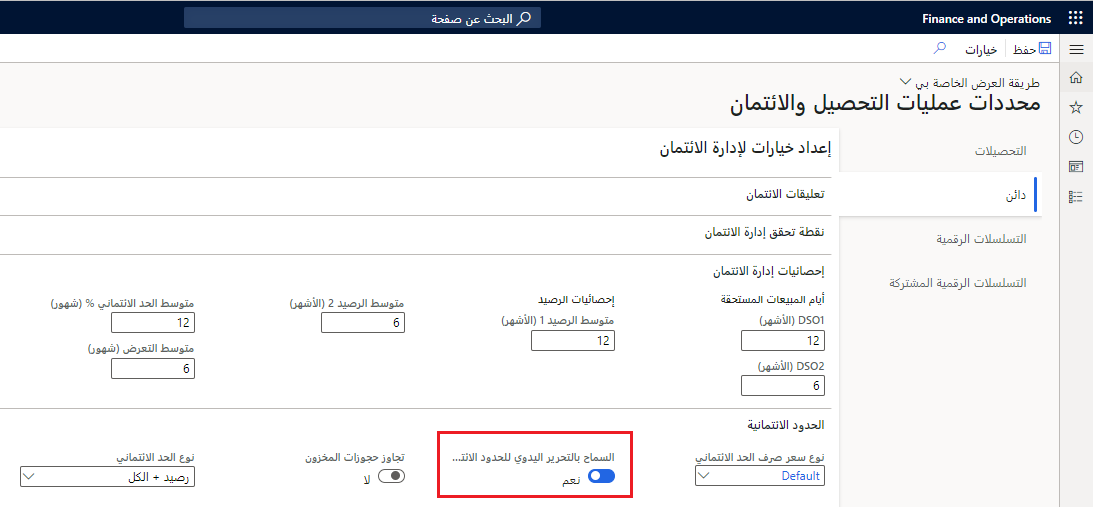 Finance and Operations
البحث عن صفحة
حفظ
خيارات
طريقة العرض الخاصة بي
محددات عمليات التحصيل والائتمان
التحصيلات
دائن
التسلسلات الرقمية
التسلسلات الرقمية المشتركة
إعداد خيارات لإدارة الائتمان
تعليقات الائتمان
نقطة تحقق إدارة الائتمان
إحصائيات إدارة الائتمان
أيام المبيعات المستحقة
DSO1 (الأشهر)
12
DSO2 (الأشهر)
6
إحصائيات الرصيد
متوسط الرصيد 1 (الأشهر)
12
متوسط الرصيد 2 (الأشهر)
6
متوسط الحد الائتماني % (شهور)
12
متوسط التعرض (شهور)
6
الحدود الائتمانية
نوع سعر صرف الحد الائتماني
Default
السماح بالتحرير اليدوي للحدود الائت...
نعم
تجاوز حجوزات المخزون
لا
نوع الحد الائتماني
رصيد + الكل